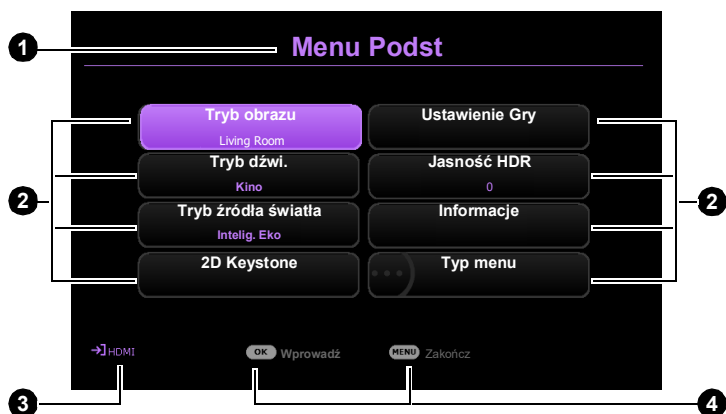 1
Menu Podst
Tryb obrazu
Living Room
Ustawienie Gry
Tryb dźwi.
Kino
Jasność HDR
0
2
2
Tryb źródła światła
Intelig. Eko
Informacje
2D Keystone
Typ menu
HDMI
OK Wprowadź
MENU Zakończ
3
4